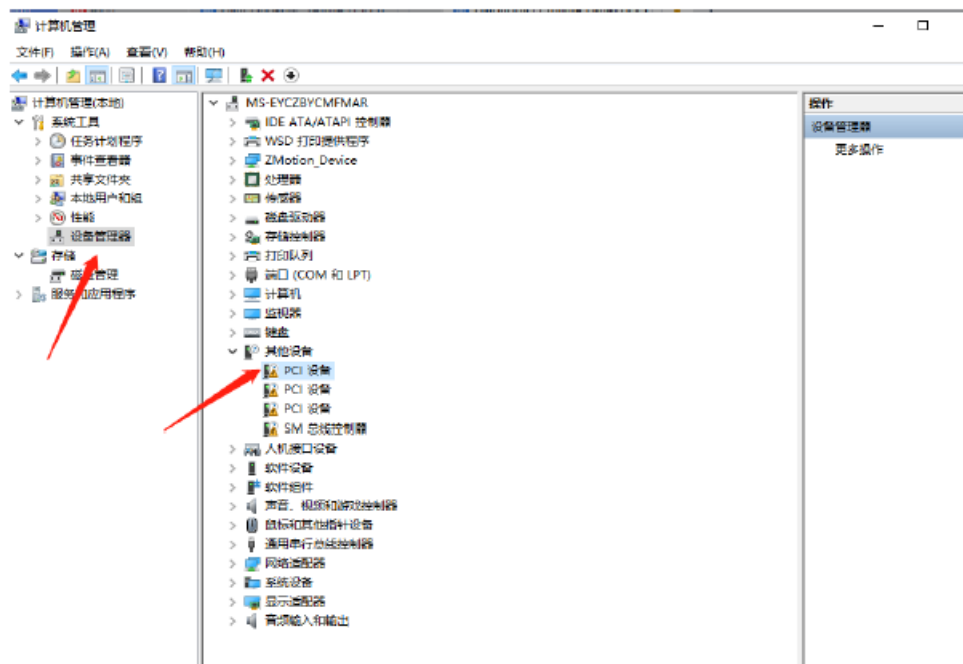 计算机管理
文件(F) 操作(A) 查看(V) 帮助(H)
计算机管理(本地)
系统工具
任务计划程序
事件查看器
共享文件夹
本地用户和组
性能
设备管理器
存储
磁盘管理
服务和应用程序
MS-EYCZBYCMFMAR
IDE ATA/ATAPI 控制器
WSD 打印提供程序
ZMotion_Device
处理器
传感器
磁盘驱动器
存储控制器
打印队列
端口 (COM 和 LPT)
计算机
监视器
键盘
其他设备
PCI 设备
PCI 设备
PCI 设备
SM 总线控制器
人机接口设备
软件设备
软件组件
声音、视频和游戏控制器
鼠标和其他指针设备
通用串行总线控制器
网络适配器
系统设备
显示适配器
音频输入和输出
操作
设备管理器
更多操作